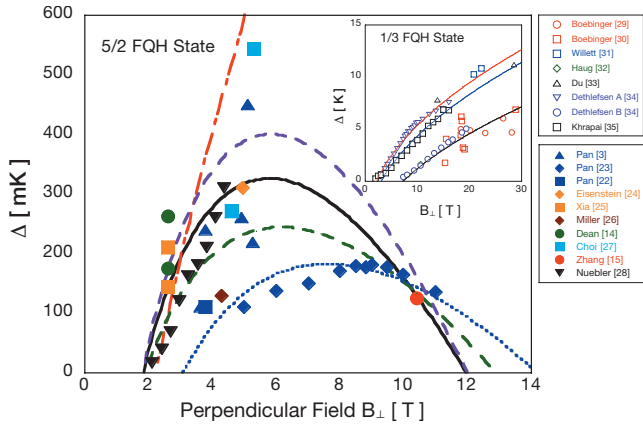 5/2 FQH State
Δ [ mK]
600
500
400
300
200
100
0
0
2
4
6
8
10
12
14
Perpendicular Field B⊥ [ T ]
1/3 FQH State
Δ [ K]
15
10
5
0
0
10
20
30
B⊥ [ T ]
Boebinger [29]
Boebinger [30]
Willett [31]
Haug [32]
Du [33]
Dethlefsen A [34]
Dethlefsen B [34]
Khrapai [35]
Pan [3]
Pan [23]
Pan [22]
Eisenstein [24]
Xia [25]
Miller [26]
Dean [14]
Choi [27]
Zhang [15]
Nuebler [28]